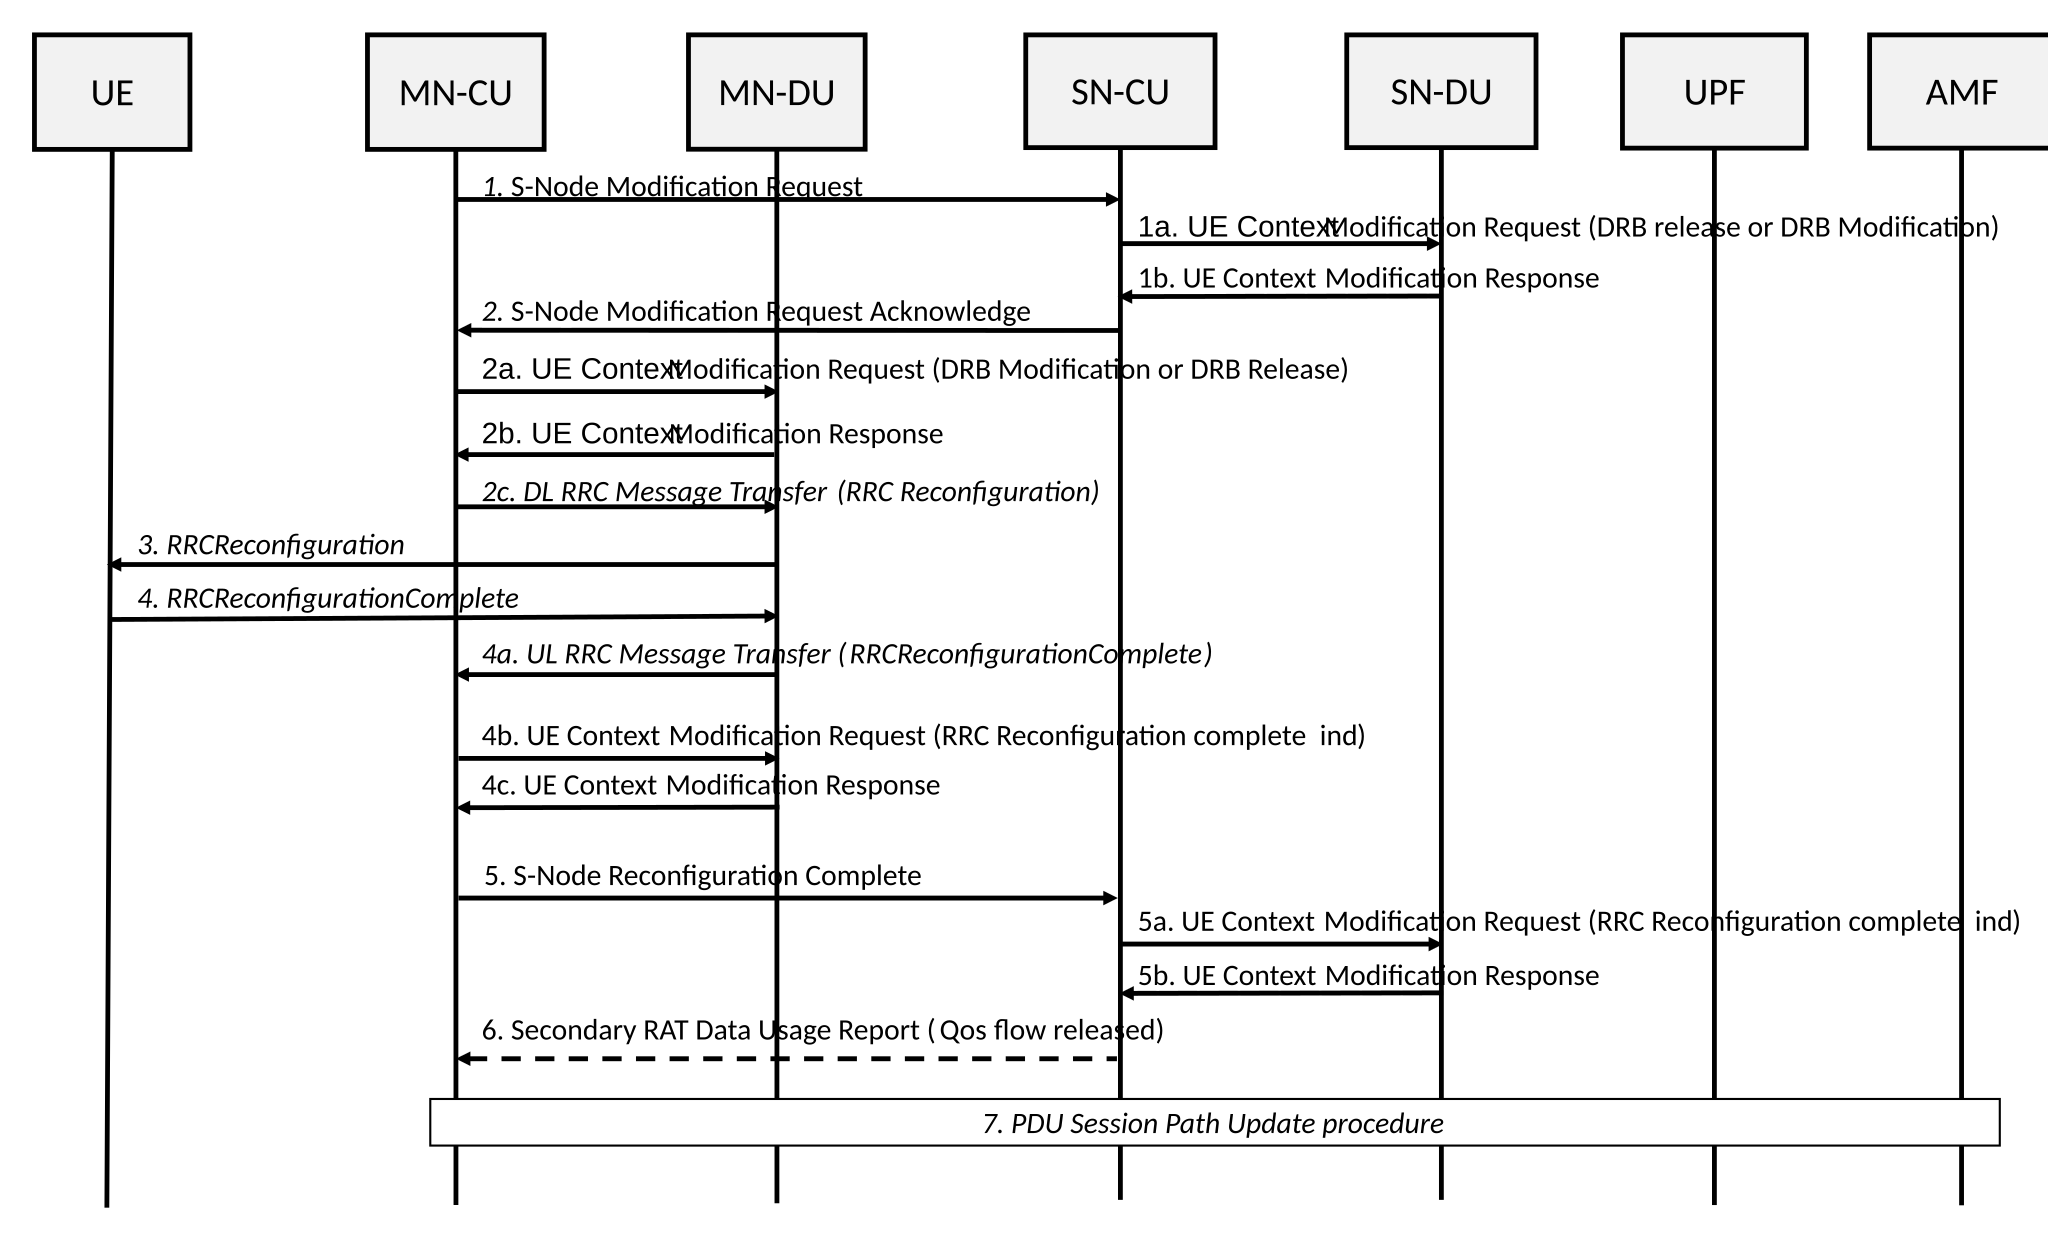 UE
MN-CU
MN-DU
SN-CU
SN-DU
UPF
AMF
1. S-Node Modification Request
1a. UE Context Modification Request (DRB release or DRB Modification)
1b. UE Context Modification Response
2. S-Node Modification Request Acknowledge
2a. UE Context Modification Request (DRB Modification or DRB Release)
2b. UE Context Modification Response
2c. DL RRC Message Transfer (RRC Reconfiguration)
3. RRCReconfiguration
4. RRCReconfigurationComplete
4a. UL RRC Message Transfer (RRCReconfigurationComplete)
4b. UE Context Modification Request (RRC Reconfiguration complete ind)
4c. UE Context Modification Response
5. S-Node Reconfiguration Complete
5a. UE Context Modification Request (RRC Reconfiguration complete ind)
5b. UE Context Modification Response
6. Secondary RAT Data Usage Report (Qos flow released)
7. PDU Session Path Update procedure